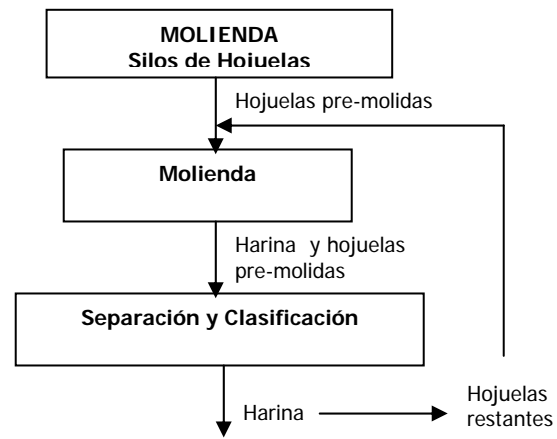 MOLIENDA
Silos de Hojuelas
Hojuelas pre-molidas
Molienda
Harina y hojuelas
pre-molidas
Separación y Clasificación
Harina
Hojuelas
restantes